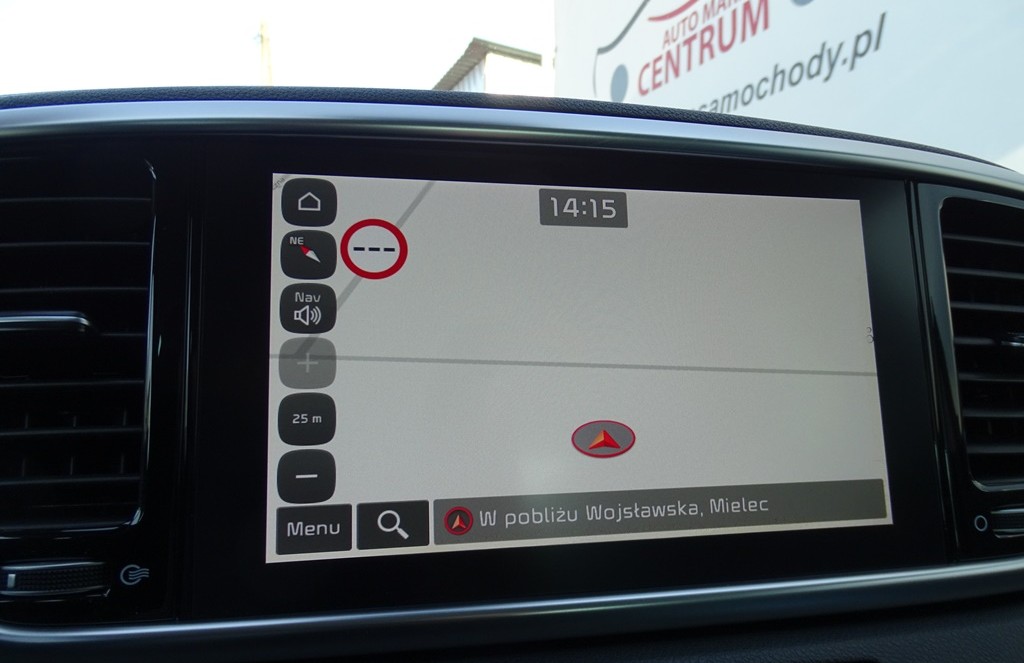 AUTO
CENTRUM
samochody.pl
14:15
NE
---
Nav
+
25 m
−
Menu
W pobliżu Wojsławska, Mielec